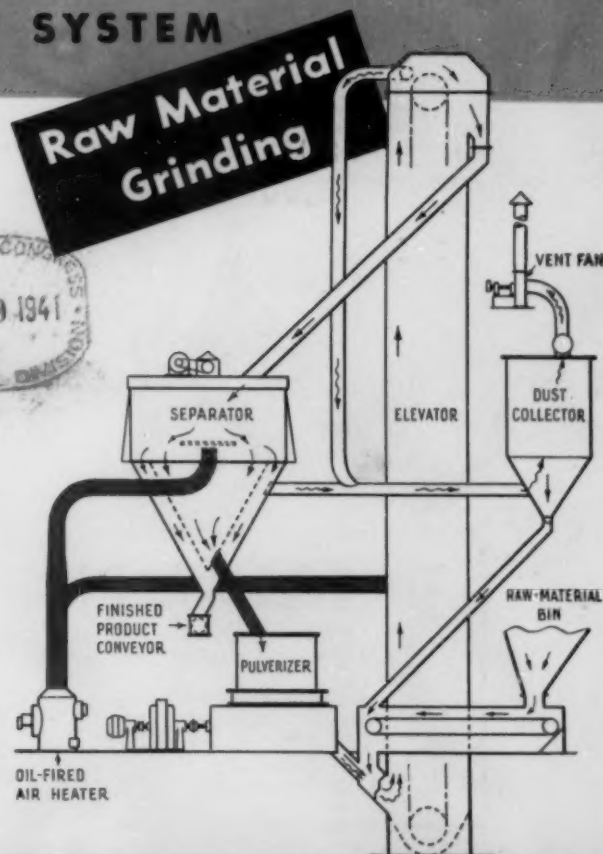 SYSTEM
Raw Material
Grinding
CONGRESS
1941
VENT FAN
SEPARATOR
ELEVATOR
DUST
COLLECTOR
RAW-MATERIAL
BIN
FINISHED
PRODUCT
CONVEYOR
PULVERIZER
OIL-FIRED
AIR HEATER